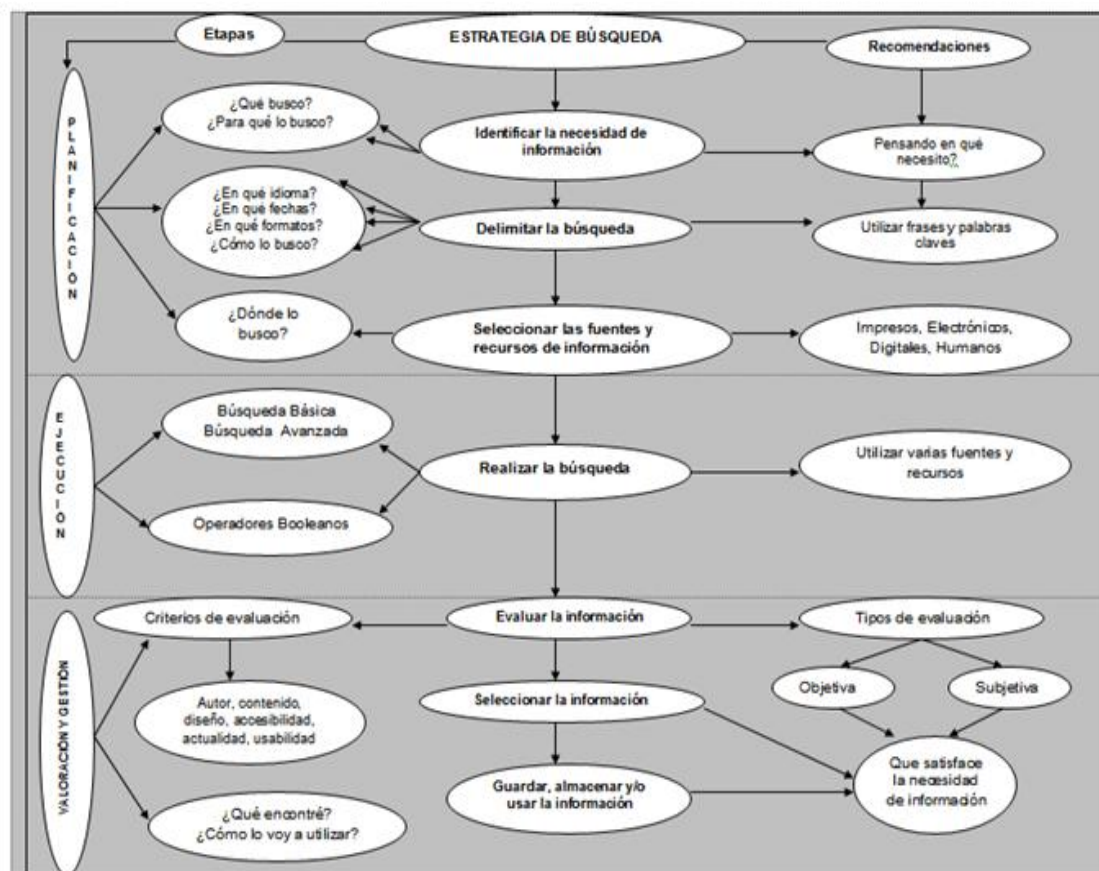 Etapas
ESTRATEGIA DE BÚSQUEDA
Recomendaciones
PLANIFICACIÓN
¿Qué busco?
¿Para qué lo busco?
Identificar la necesidad de
información
Pensando en qué
necesito?
¿En qué idioma?
¿En qué fechas?
¿En qué formatos?
¿Cómo lo busco?
Delimitar la búsqueda
Utilizar frases y palabras
claves
¿Dónde lo
busco?
Seleccionar las fuentes y
recursos de información
Impresos, Electrónicos,
Digitales, Humanos
EJECUCIÓN
Búsqueda Básica
Búsqueda Avanzada
Realizar la búsqueda
Utilizar varias fuentes y
recursos
Operadores Booleanos
VALORACIÓN Y GESTIÓN
Criterios de evaluación
Evaluar la información
Tipos de evaluación
Autor, contenido,
diseño, accesibilidad,
actualidad, usabilidad
Seleccionar la información
Objetiva
Subjetiva
¿Qué encontré?
¿Cómo lo voy a utilizar?
Guardar, almacenar y/o
usar la información
Que satisface
la necesidad
de información